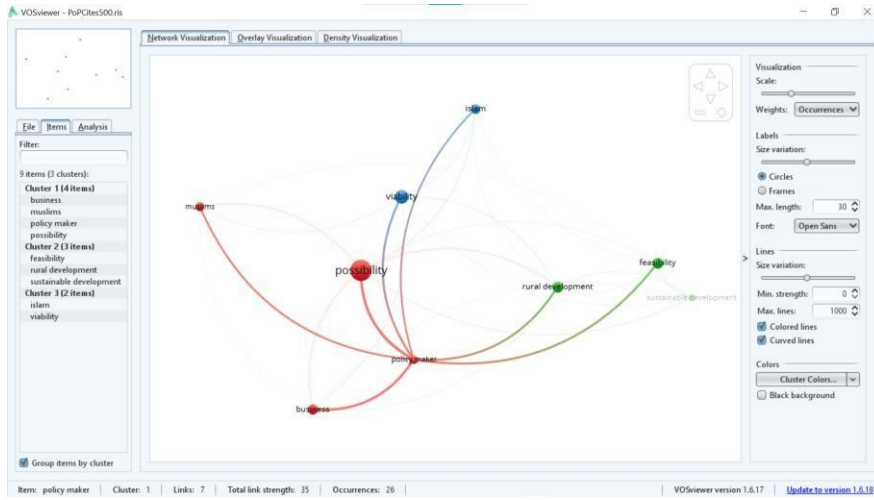 VOSviewer - PoPCites500.ris
Network Visualization Overlay Visualization Density Visualization
File Items Analysis
Filter:
9 items (3 clusters):
Cluster 1 (4 items)
business
muslims
policy maker
possibility
Cluster 2 (3 items)
feasibility
rural development
sustainable development
Cluster 3 (2 items)
islam
viability
Group items by cluster
islam
viability
muslims
possibility
feasibility
rural development
sustainable development
policy maker
business
Visualization
Scale:
Weights: Occurrences
Labels
Size variation:
Circles
Frames
Max. length: 30
Font: Open Sans
Lines
Size variation:
Min. strength: 0
Max. lines: 1000
Colored lines
Curved lines
Colors
Cluster Colors...
Black background
Item: policy maker Cluster: 1 Links: 7 Total link strength: 35 Occurrences: 26 VOSviewer version 1.6.17 Update to version 1.6.18